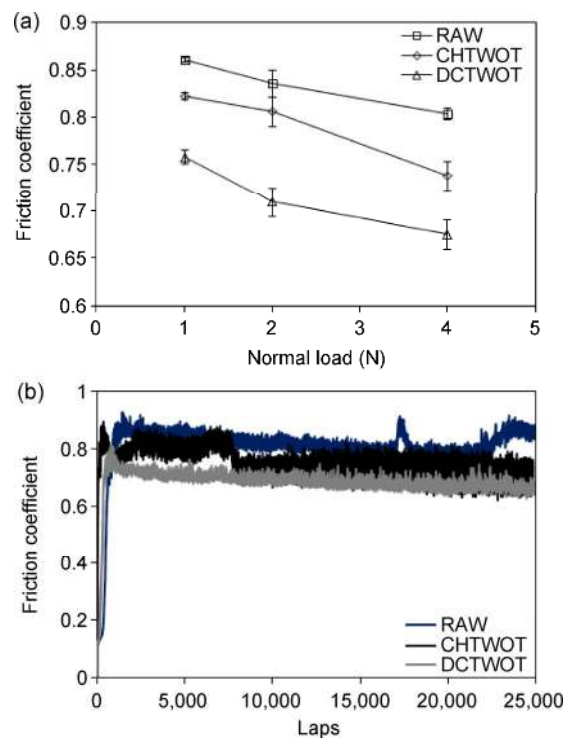 (a)
0.9
0.85
0.8
0.75
0.7
0.65
0.6
Friction coefficient
RAW
CHTWOT
DCTWOT
0 1 2 3 4 5
Normal load (N)
(b)
1
0.8
0.6
0.4
0.2
0
Friction coefficient
RAW
CHTWOT
DCTWOT
0 5,000 10,000 15,000 20,000 25,000
Laps